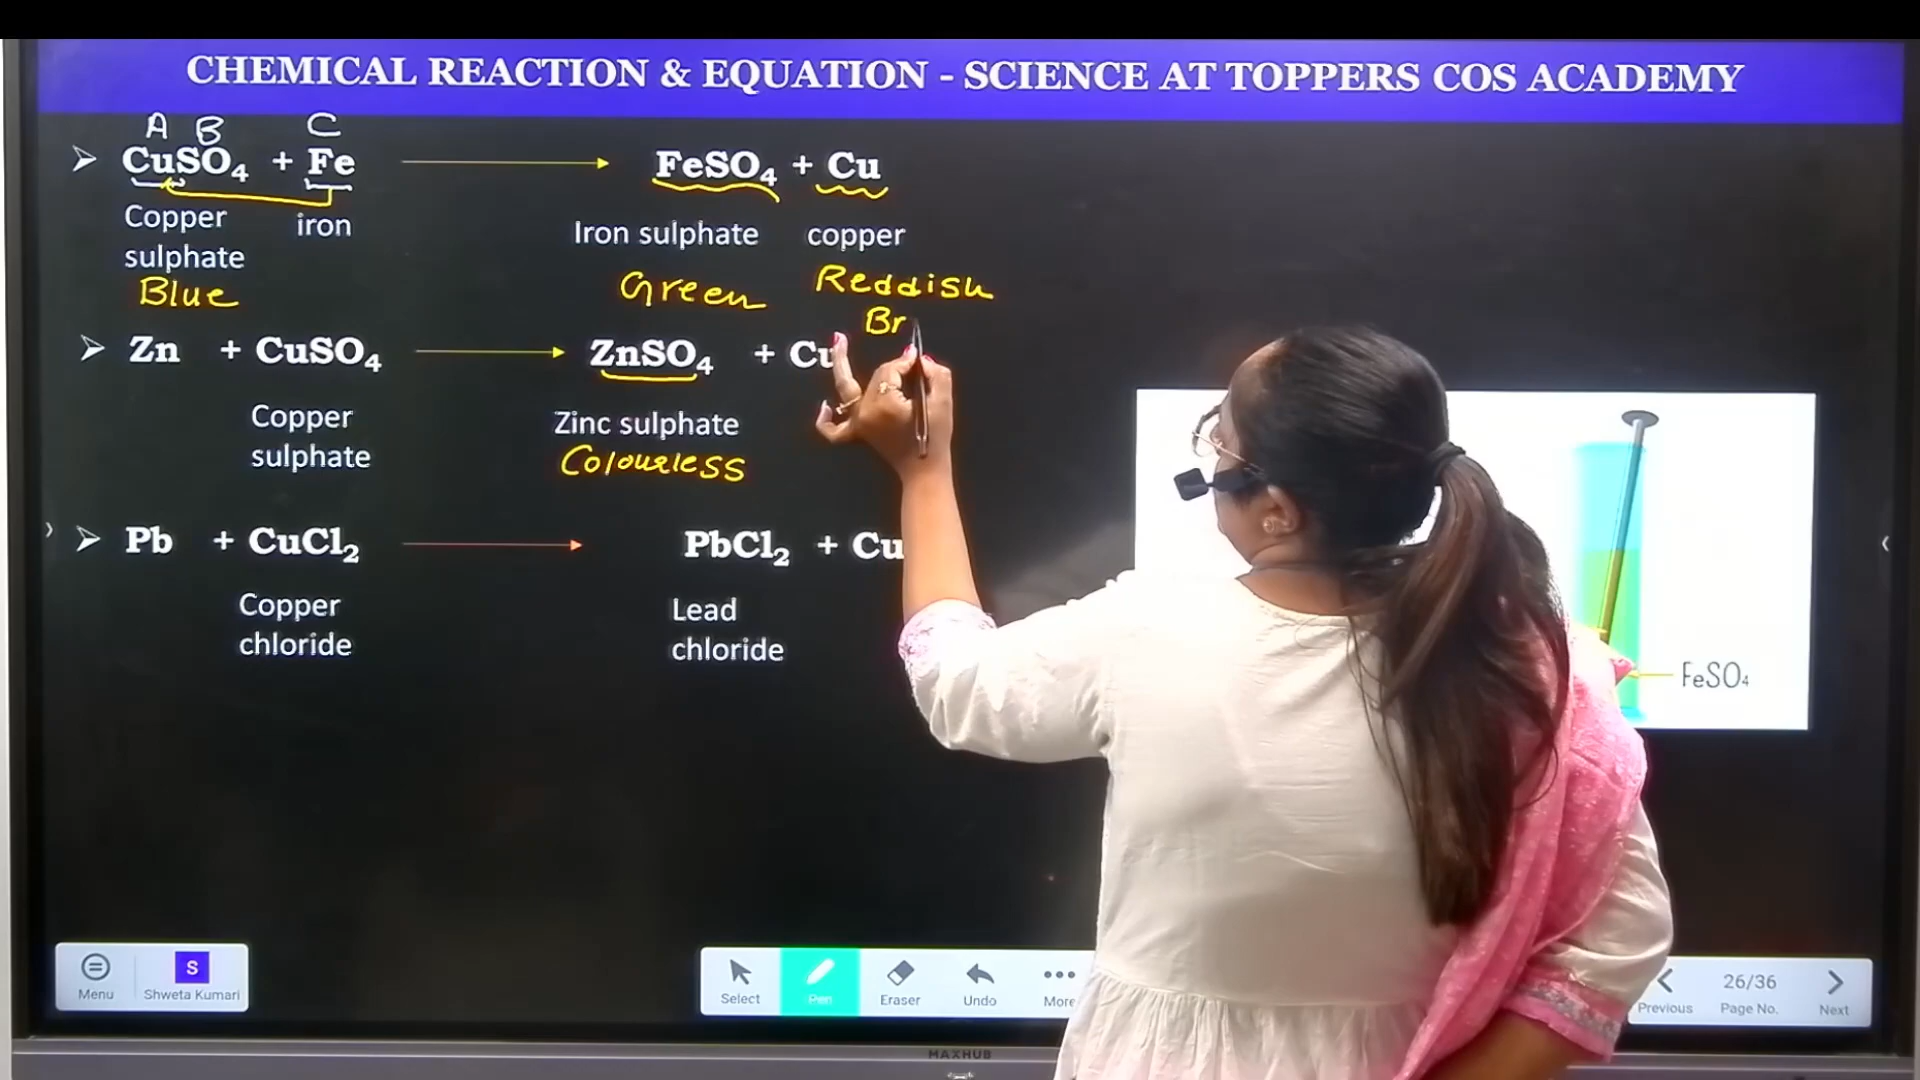 CHEMICAL REACTION & EQUATION - SCIENCE AT TOPPERS COS ACADEMY
A B C
➤ CuSO₄ + Fe → FeSO₄ + Cu
Copper sulphate iron Iron sulphate copper
Blue Green Reddish
Br
➤ Zn + CuSO₄ → ZnSO₄ + Cu
Copper sulphate Zinc sulphate
Colourless
➤ Pb + CuCl₂ → PbCl₂ + Cu
Copper chloride Lead chloride
FeSO₄
S
Menu Shweta Kumari
Select Pen Eraser Undo More
26/36
Previous Page No. Next
MAXHUB